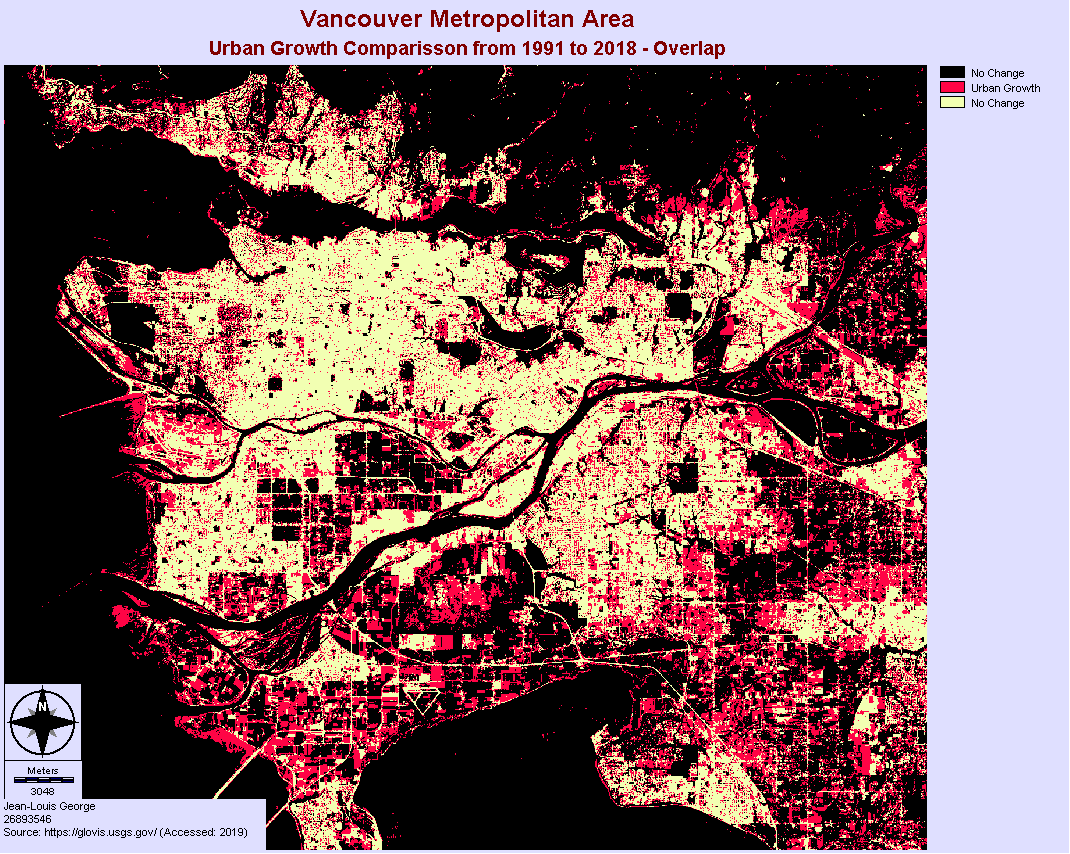 Vancouver Metropolitan Area
Urban Growth Comparisson from 1991 to 2018 - Overlap
No Change
Urban Growth
No Change
N
Meters
3048
Jean-Louis George
26893546
Source: https://glovis.usgs.gov/ (Accessed: 2019)